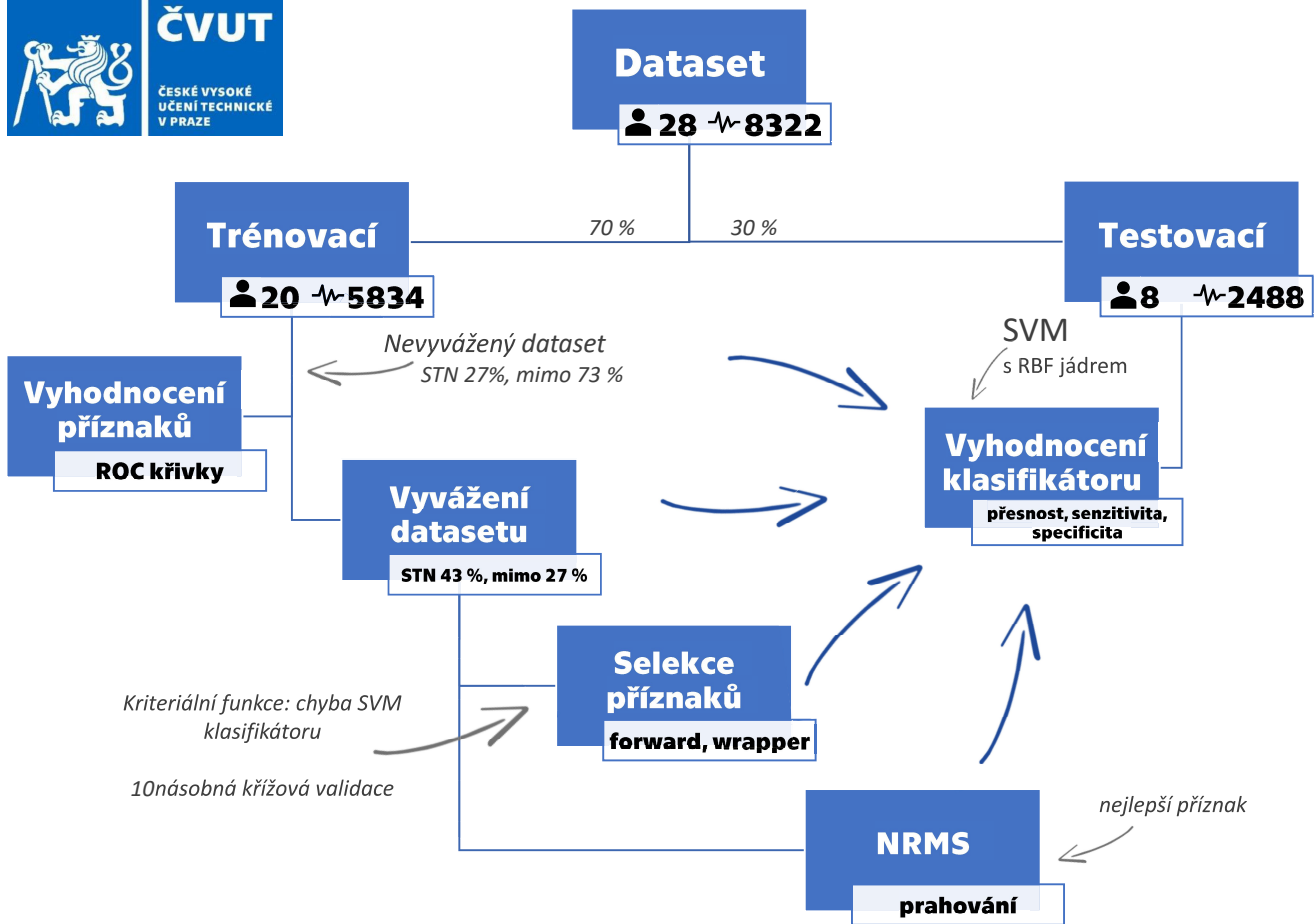 ČVUT
ČESKÉ VYSOKÉ
UČENÍ TECHNICKÉ
V PRAZE
Dataset
28 8322
70 %
30 %
Trénovací
20 5834
Testovací
8 2488
Nevyvážený dataset
STN 27%, mimo 73 %
SVM
s RBF jádrem
Vyhodnocení
příznaků
ROC křivky
Vyvážení
datasetu
STN 43 %, mimo 27 %
Vyhodnocení
klasifikátoru
přesnost, senzitivita,
specificita
Selekce
příznaků
forward, wrapper
Kriteriální funkce: chyba SVM
klasifikátoru
10násobná křížová validace
NRMS
prahování
nejlepší příznak